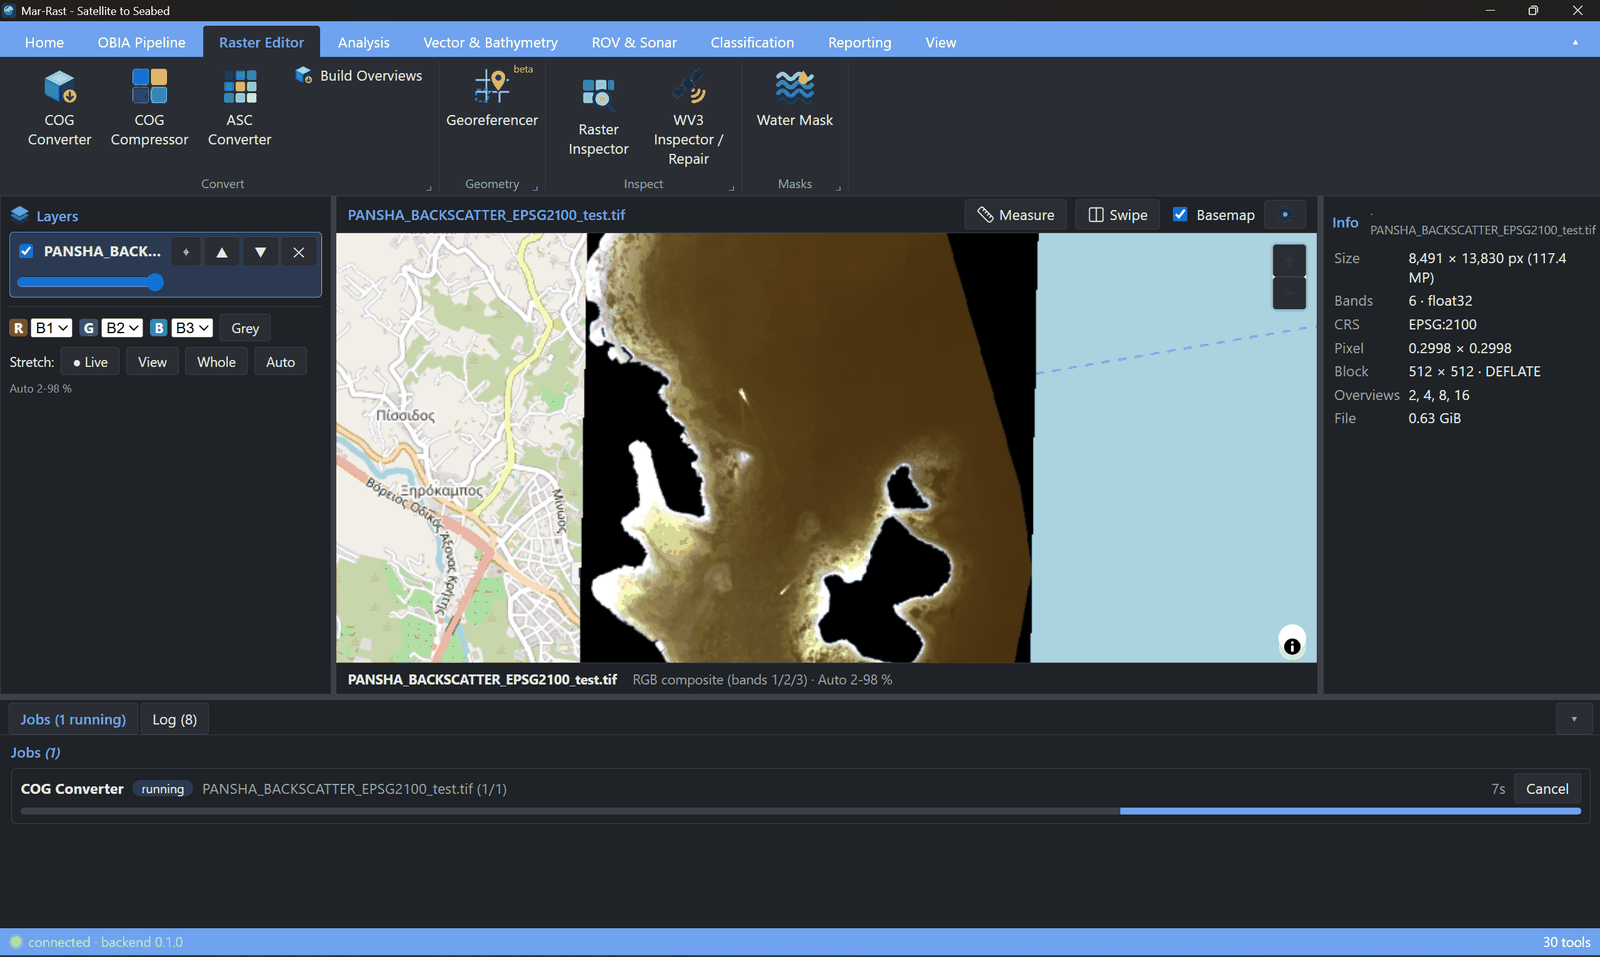 Mar-Rast - Satellite to Seabed
Home
OBIA Pipeline
Raster Editor
Analysis
Vector & Bathymetry
ROV & Sonar
Classification
Reporting
View
COG
Converter
COG
Compressor
ASC
Converter
Build Overviews
Convert
beta
Georeferencer
Geometry
Raster
Inspector
WV3
Inspector /
Repair
Inspect
Water Mask
Masks
Layers
PANSHA_BACK...
R B1 G B2 B B3 Grey
Stretch: Live View Whole Auto
Auto 2-98 %
PANSHA_BACKSCATTER_EPSG2100_test.tif
Measure
Swipe
Basemap
Πίσσιδος
Ξηρόκαμπος
Βόρειος Οδικός Άξονας Κρήτης
Μίνωος
PANSHA_BACKSCATTER_EPSG2100_test.tif RGB composite (bands 1/2/3) · Auto 2-98 %
Info
PANSHA_BACKSCATTER_EPSG2100_test.tif
Size 8,491 × 13,830 px (117.4
MP)
Bands 6 · float32
CRS EPSG:2100
Pixel 0.2998 × 0.2998
Block 512 × 512 · DEFLATE
Overviews 2, 4, 8, 16
File 0.63 GiB
Jobs (1 running)
Log (8)
Jobs (1)
COG Converter running PANSHA_BACKSCATTER_EPSG2100_test.tif (1/1) 7s Cancel
connected · backend 0.1.0
30 tools